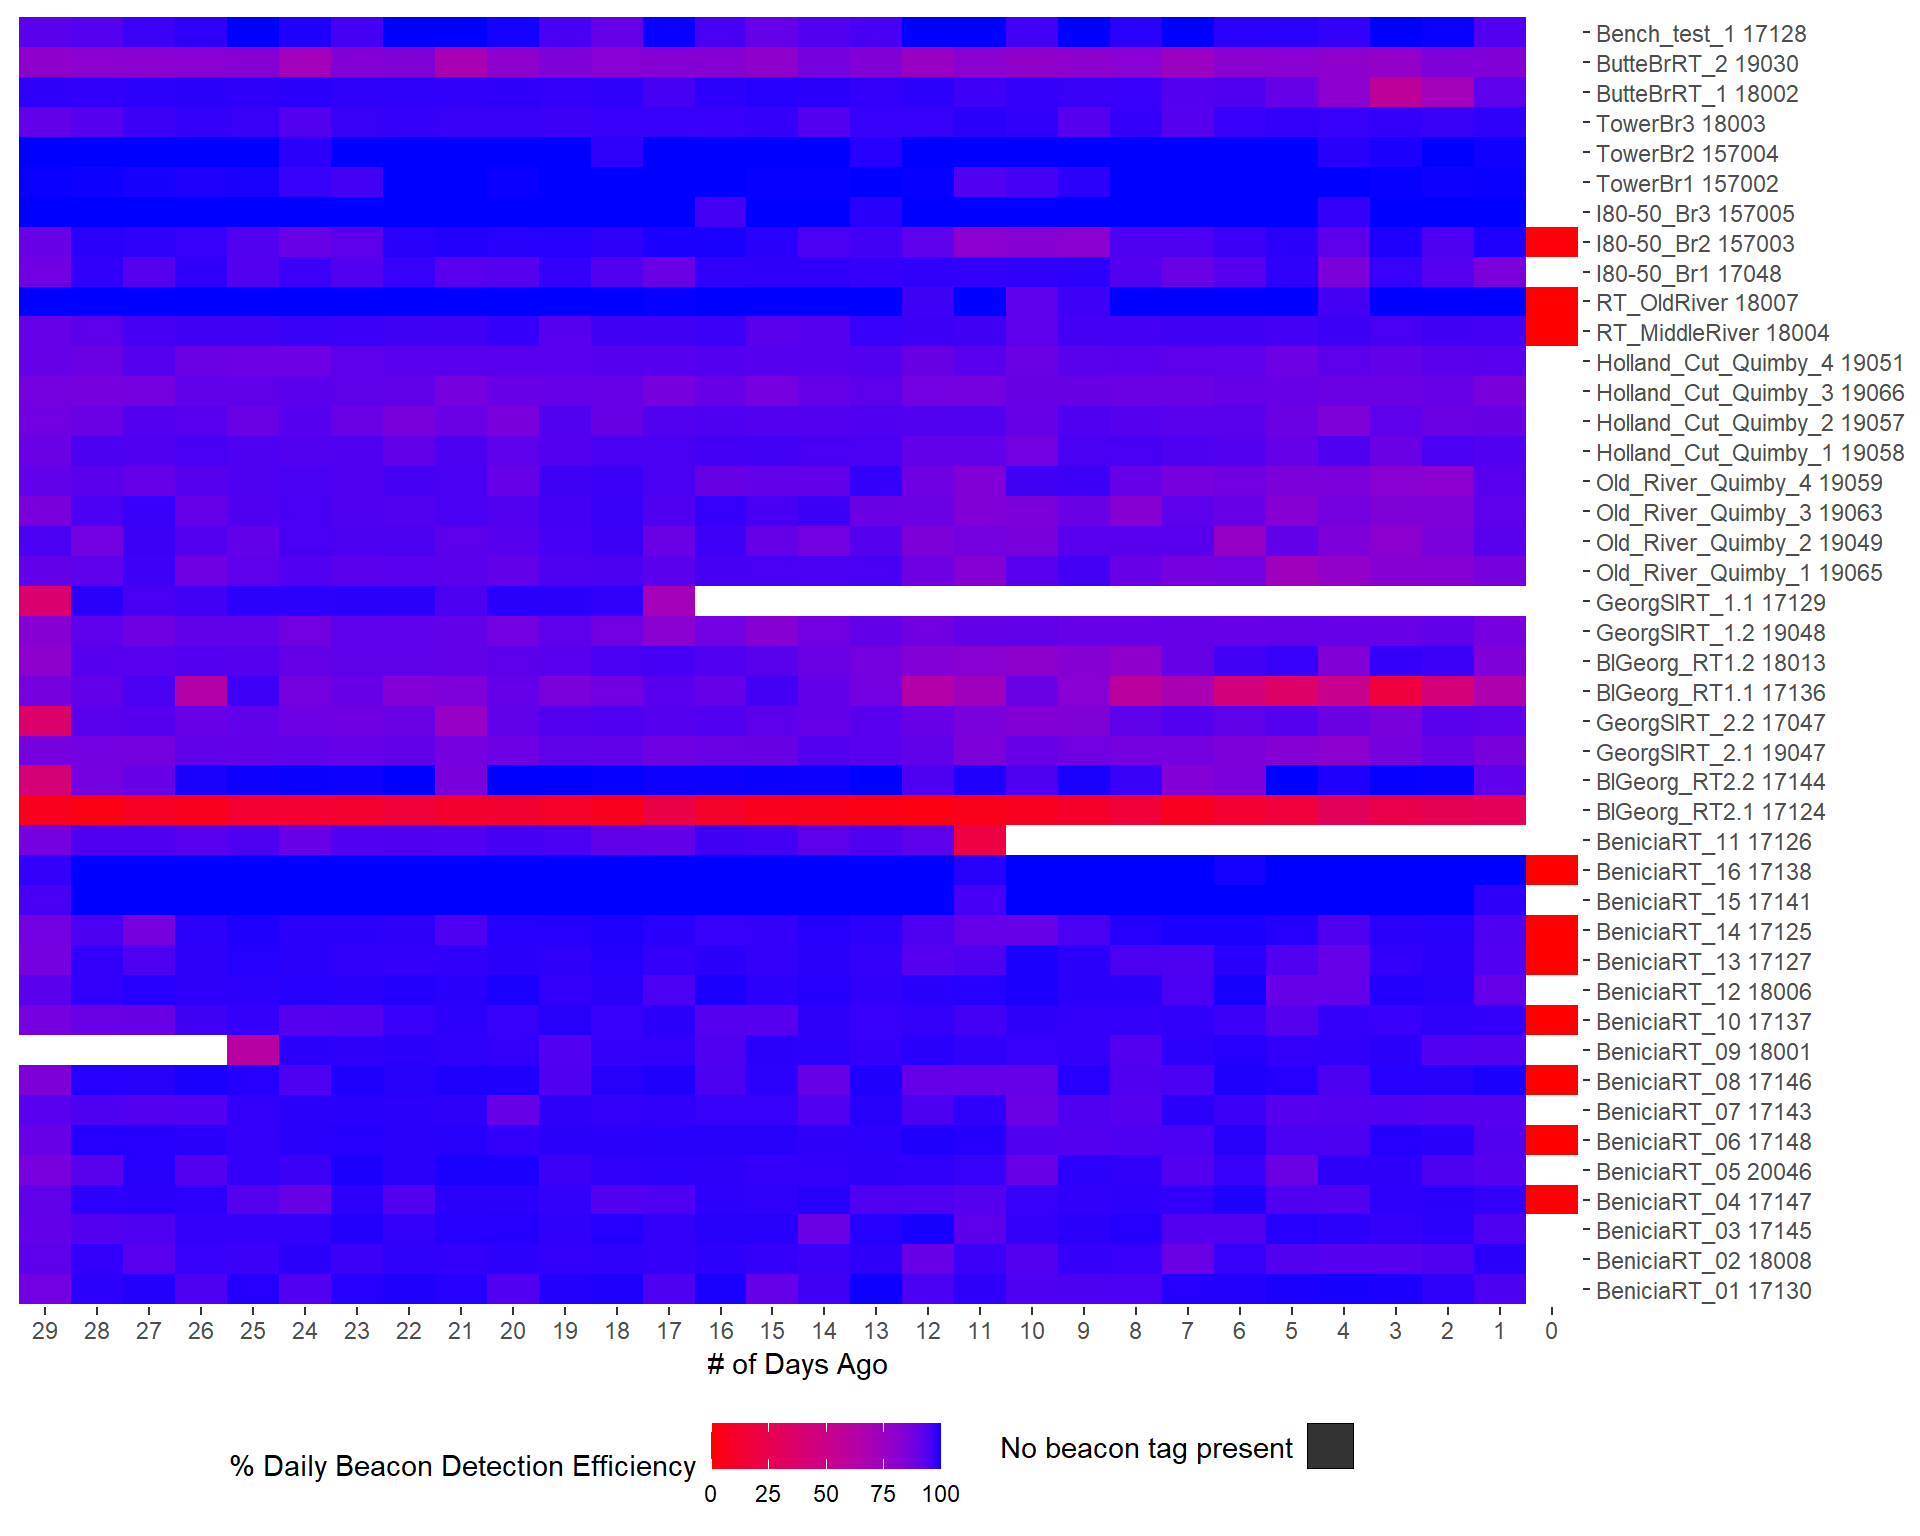 Bench_test_1 17128
ButteBrRT_2 19030
ButteBrRT_1 18002
TowerBr3 18003
TowerBr2 157004
TowerBr1 157002
I80-50_Br3 157005
I80-50_Br2 157003
I80-50_Br1 17048
RT_OldRiver 18007
RT_MiddleRiver 18004
Holland_Cut_Quimby_4 19051
Holland_Cut_Quimby_3 19066
Holland_Cut_Quimby_2 19057
Holland_Cut_Quimby_1 19058
Old_River_Quimby_4 19059
Old_River_Quimby_3 19063
Old_River_Quimby_2 19049
Old_River_Quimby_1 19065
GeorgSlRT_1.1 17129
GeorgSlRT_1.2 19048
BlGeorg_RT1.2 18013
BlGeorg_RT1.1 17136
GeorgSlRT_2.2 17047
GeorgSlRT_2.1 19047
BlGeorg_RT2.2 17144
BlGeorg_RT2.1 17124
BeniciaRT_11 17126
BeniciaRT_16 17138
BeniciaRT_15 17141
BeniciaRT_14 17125
BeniciaRT_13 17127
BeniciaRT_12 18006
BeniciaRT_10 17137
BeniciaRT_09 18001
BeniciaRT_08 17146
BeniciaRT_07 17143
BeniciaRT_06 17148
BeniciaRT_05 20046
BeniciaRT_04 17147
BeniciaRT_03 17145
BeniciaRT_02 18008
BeniciaRT_01 17130
29 28 27 26 25 24 23 22 21 20 19 18 17 16 15 14 13 12 11 10 9 8 7 6 5 4 3 2 1 0
# of Days Ago
% Daily Beacon Detection Efficiency
0 25 50 75 100
No beacon tag present